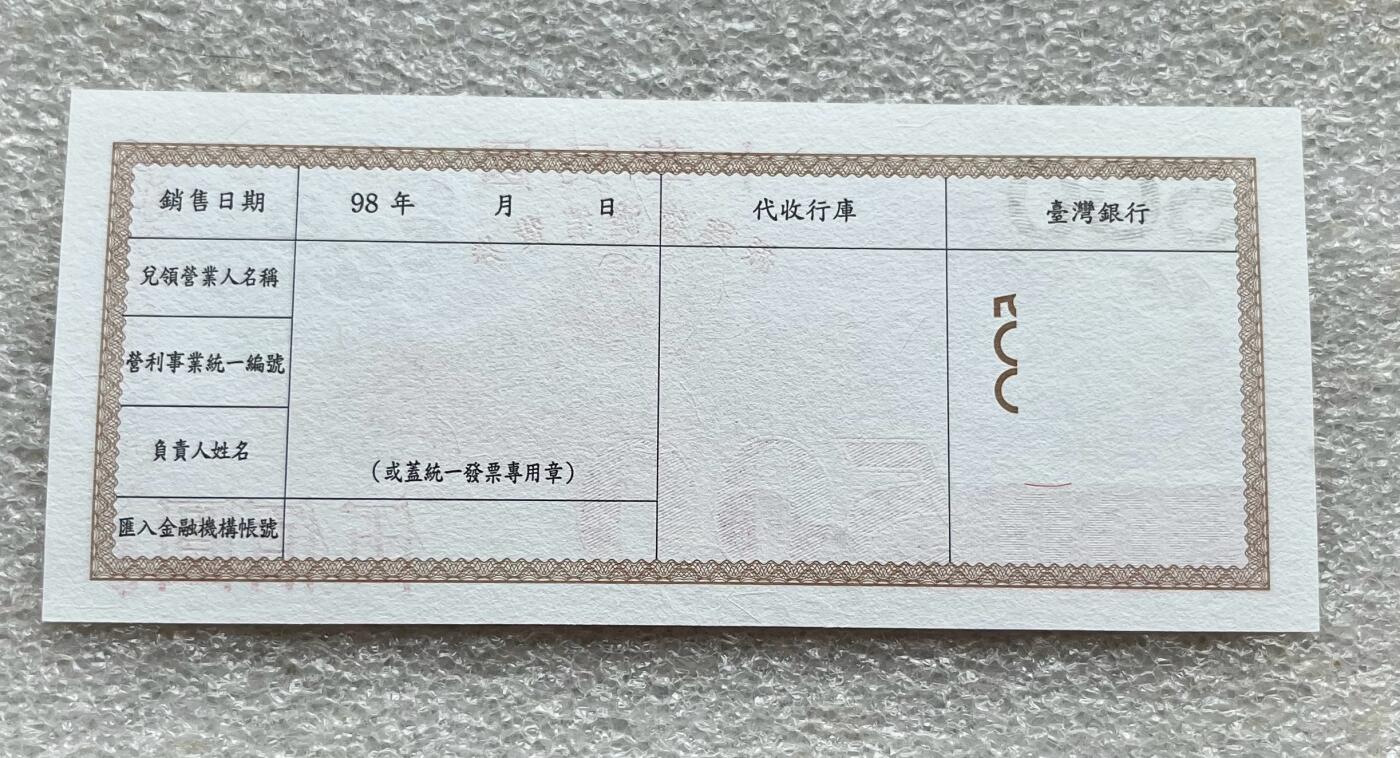 銷售日期 98 年 月 日 代收行庫 臺灣銀行
兌領營業人名稱
營利事業統一編號
負責人姓名
(或蓋統一發票專用章)
匯入金融機構帳號